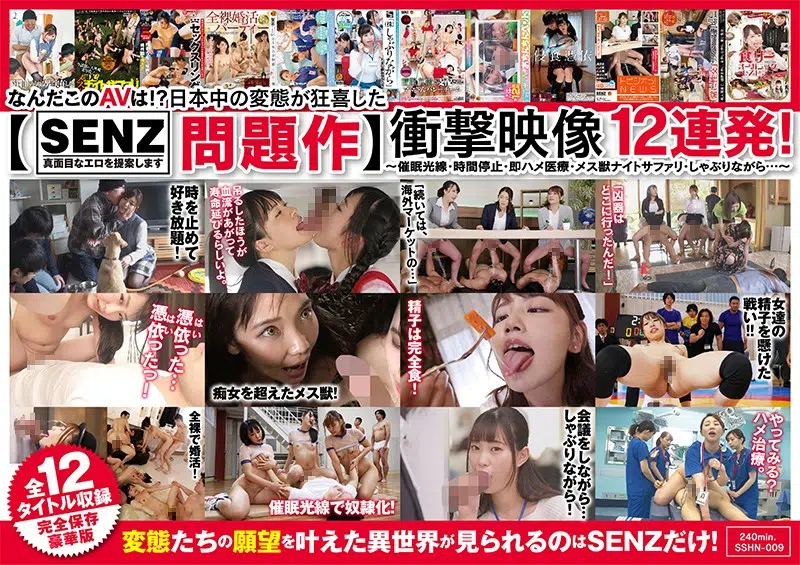 なんだこのAVは!?日本中の変態が狂喜した
【SENZ
真面目なエロを提案します
問題作】衝撃映像12連発!
～催眠光線・時間停止・即ハメ医療・メス獣ナイトサファリ・しゃぶりながら…～
時を止めて
好き放題!
吊るしたほうが
血流があがって
寿命延びるらしいよ。
「続いては、
海外マーケットの…」
「凶器は
どこに行ったんだ!」
憑依った…
はい
憑依ったっ!
はい
痴女を超えたメス獣!
精子は完全食!
女達の
精子を懸けた
戦い!!
全裸で婚活!
催眠光線で奴隷化!
会議をしながら…
しゃぶりながら!
やってみる?
ハメ治療。
全12
タイトル収録
完全保存
豪華版
変態たちの願望を叶えた異世界が見られるのはSENZだけ!
240min.
SSHN-009